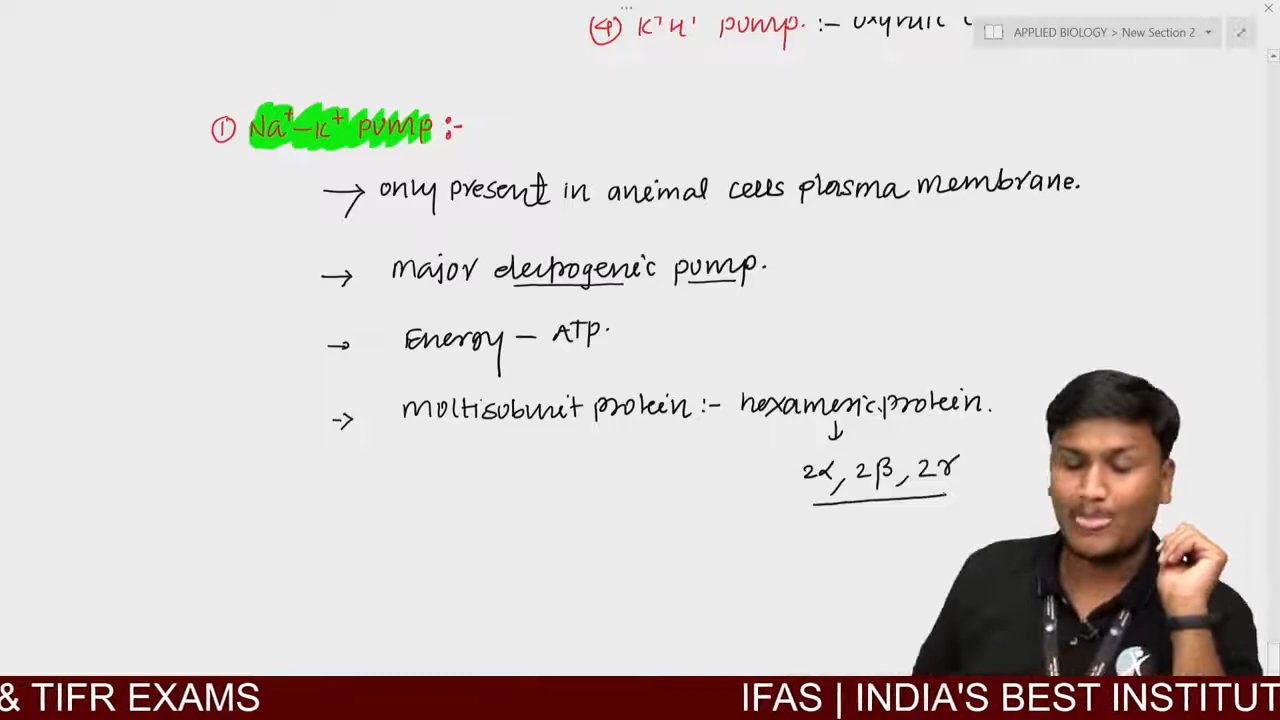 ④ K⁺H⁺ pump. :- oxyntic
APPLIED BIOLOGY > New Section 2
① Na⁺-K⁺ pump :-
→ only present in aneimal cells plasma membrane.
→ Major electrogenic pump.
→ Energy - ATP.
→ Multisubunit protein :- hexameric protein.
↓
2α, 2β, 2γ
& TIFR EXAMS IFAS | INDIA'S BEST INSTITUT